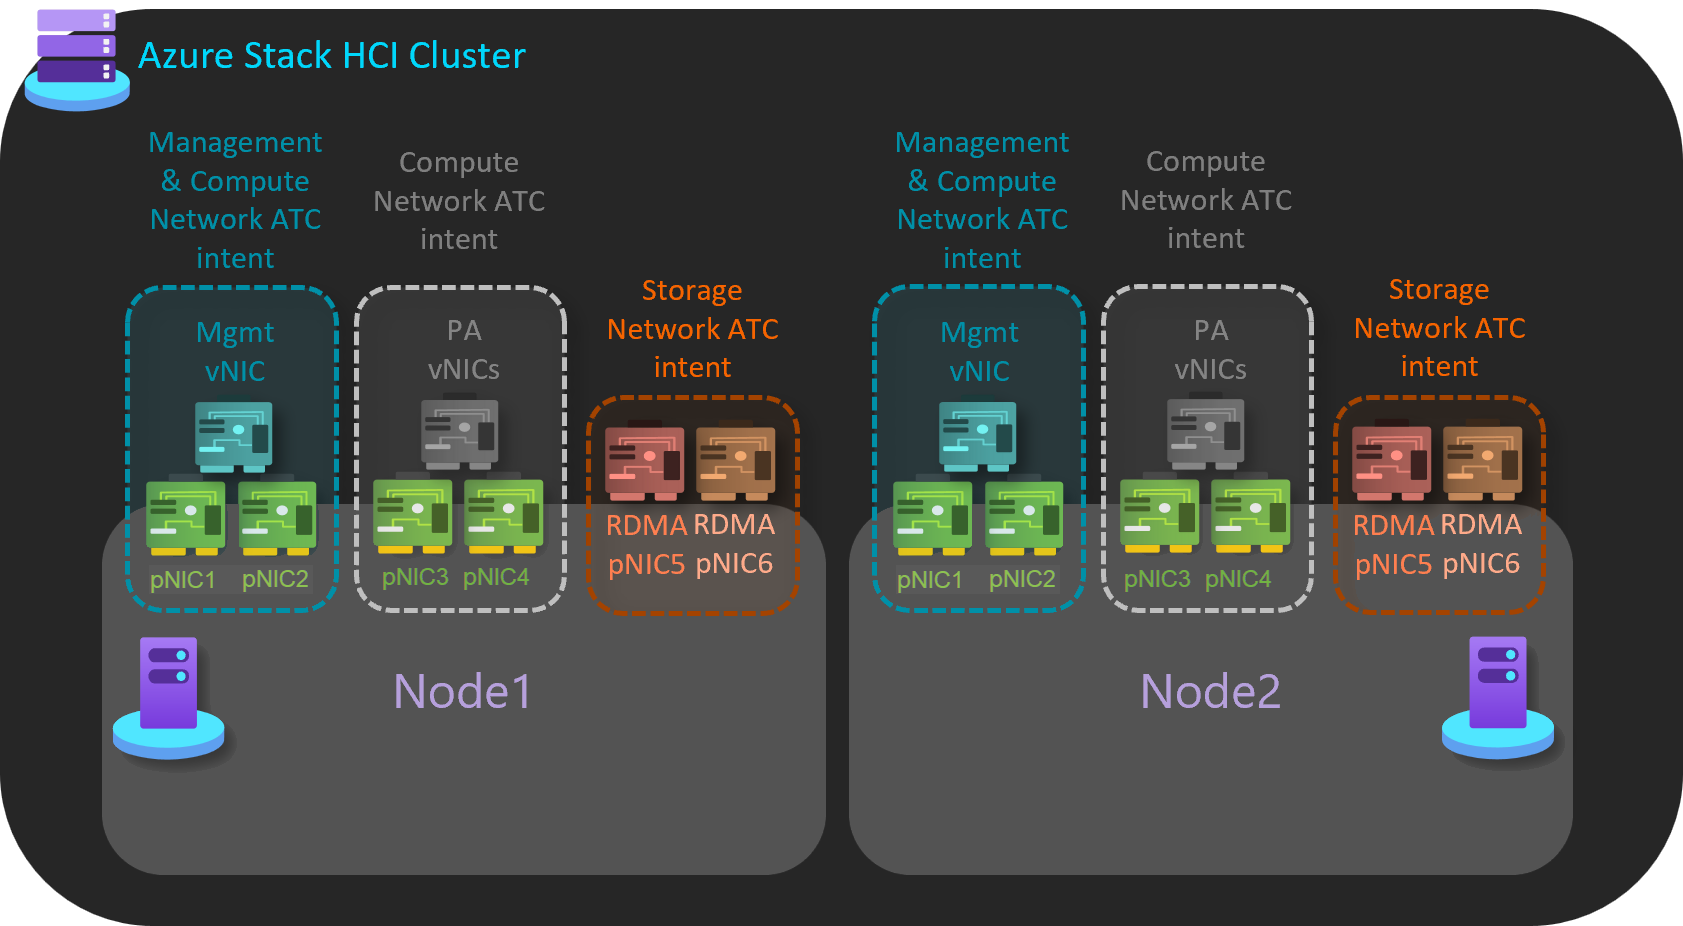 Azure Stack HCI Cluster
Management
& Compute
Network ATC
intent
Compute
Network ATC
intent
Storage
Network ATC
intent
Mgmt
vNIC
PA
vNICs
RDMA RDMA
pNIC5 pNIC6
pNIC1 pNIC2
pNIC3 pNIC4
Node1
Management
& Compute
Network ATC
intent
Compute
Network ATC
intent
Storage
Network ATC
intent
Mgmt
vNIC
PA
vNICs
RDMA RDMA
pNIC5 pNIC6
pNIC1 pNIC2
pNIC3 pNIC4
Node2